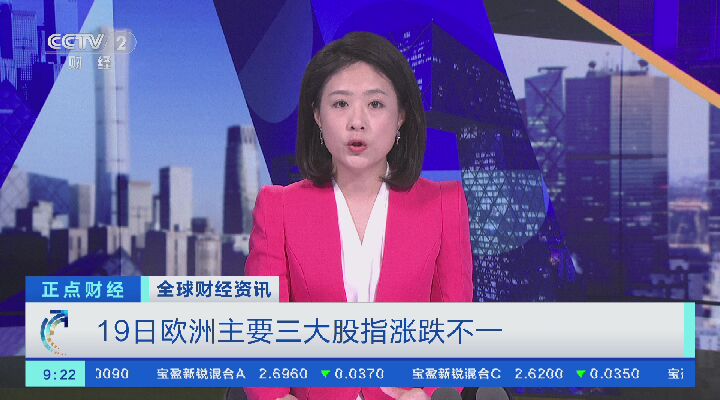 CCTV 2
财经
正点财经 全球财经资讯
19日欧洲主要三大股指涨跌不一
9:22 0090 宝盈新锐混合A 2.6960 ▼0.0370 宝盈新锐混合C 2.6200 ▼0.0350 宝